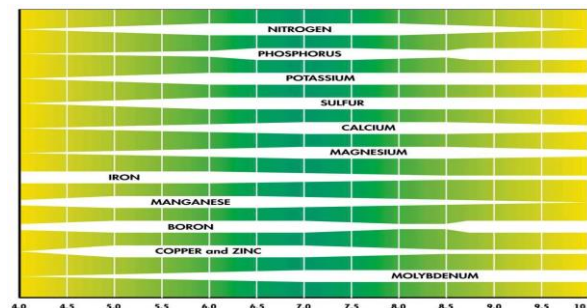 NITROGEN
PHOSPHORUS
POTASSIUM
SULFUR
CALCIUM
MAGNESIUM
IRON
MANGANESE
BORON
COPPER and ZINC
MOLYBDENUM
4.0 4.5 5.0 5.5 6.0 6.5 7.0 7.5 8.0 8.5 9.0 9.5 10